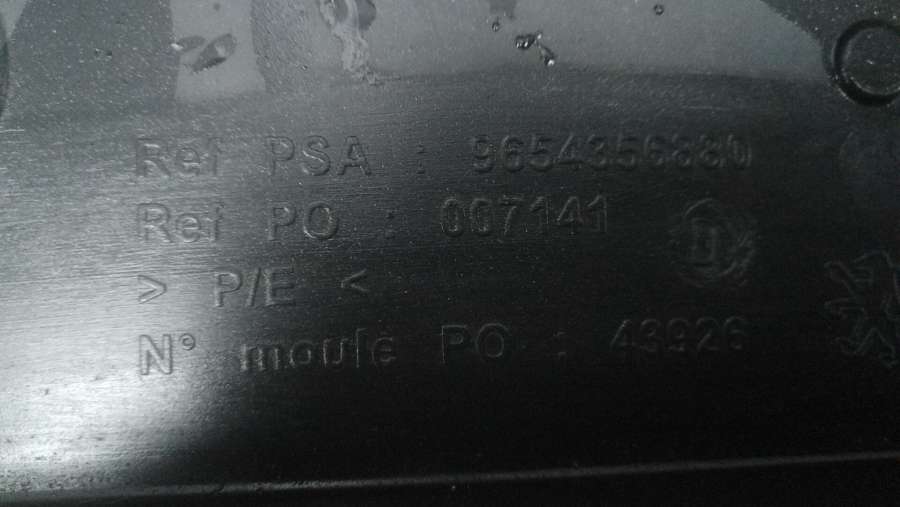 Ref PSA : 9654356880
Ref PO : 007141
> P/E <
N° moule PO : 43926